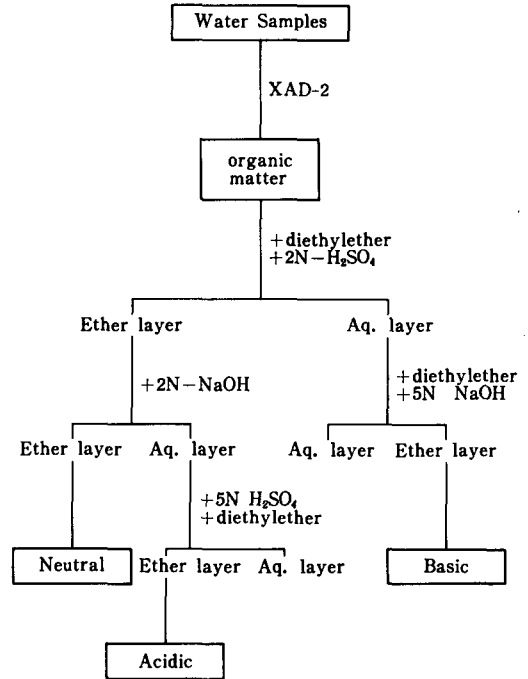 Water Samples
XAD-2
organic
matter
+diethylether
+2N-H₂SO₄
Ether layer
Aq. layer
+2N-NaOH
+diethylether
+5N NaOH
Ether layer
Aq. layer
Aq. layer
Ether layer
+5N H₂SO₄
+diethylether
Neutral
Ether layer
Aq. layer
Basic
Acidic